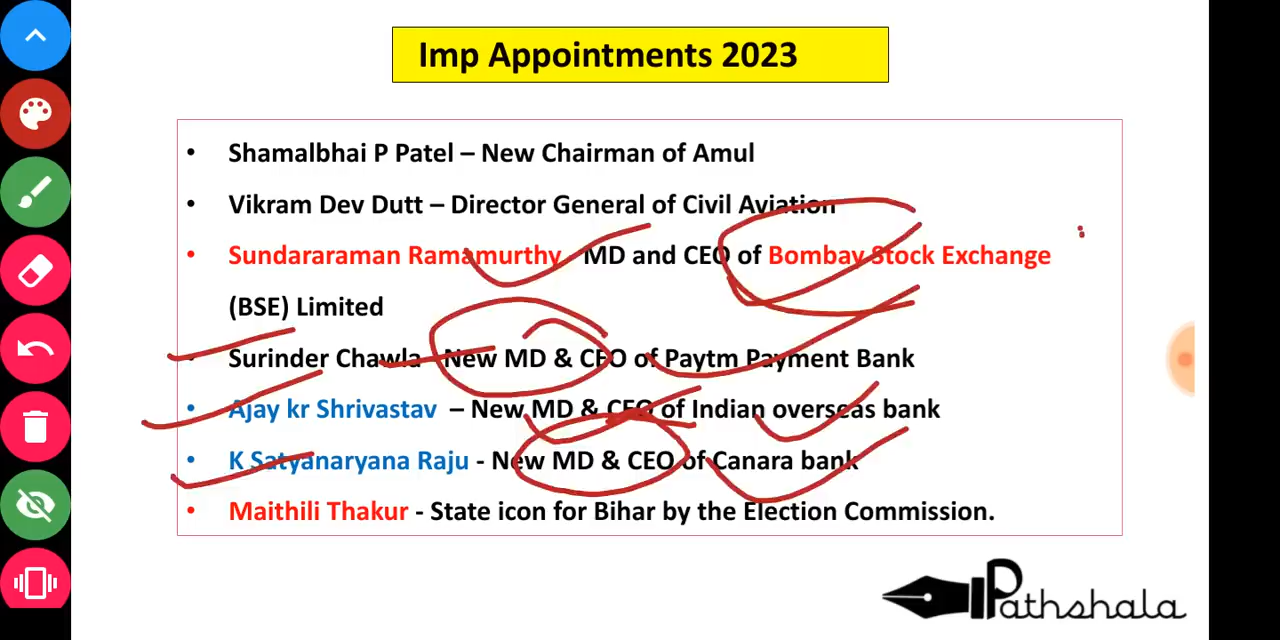 Imp Appointments 2023
• Shamalbhai P Patel – New Chairman of Amul
• Vikram Dev Dutt – Director General of Civil Aviation
• Sundararaman Ramamurthy - MD and CEO of Bombay Stock Exchange
(BSE) Limited
• Surinder Chawla - New MD & CEO of Paytm Payment Bank
• Ajay kr Shrivastav – New MD & CEO of Indian overseas bank
• K Satyanaryana Raju - New MD & CEO of Canara bank
• Maithili Thakur - State icon for Bihar by the Election Commission.
Pathshala